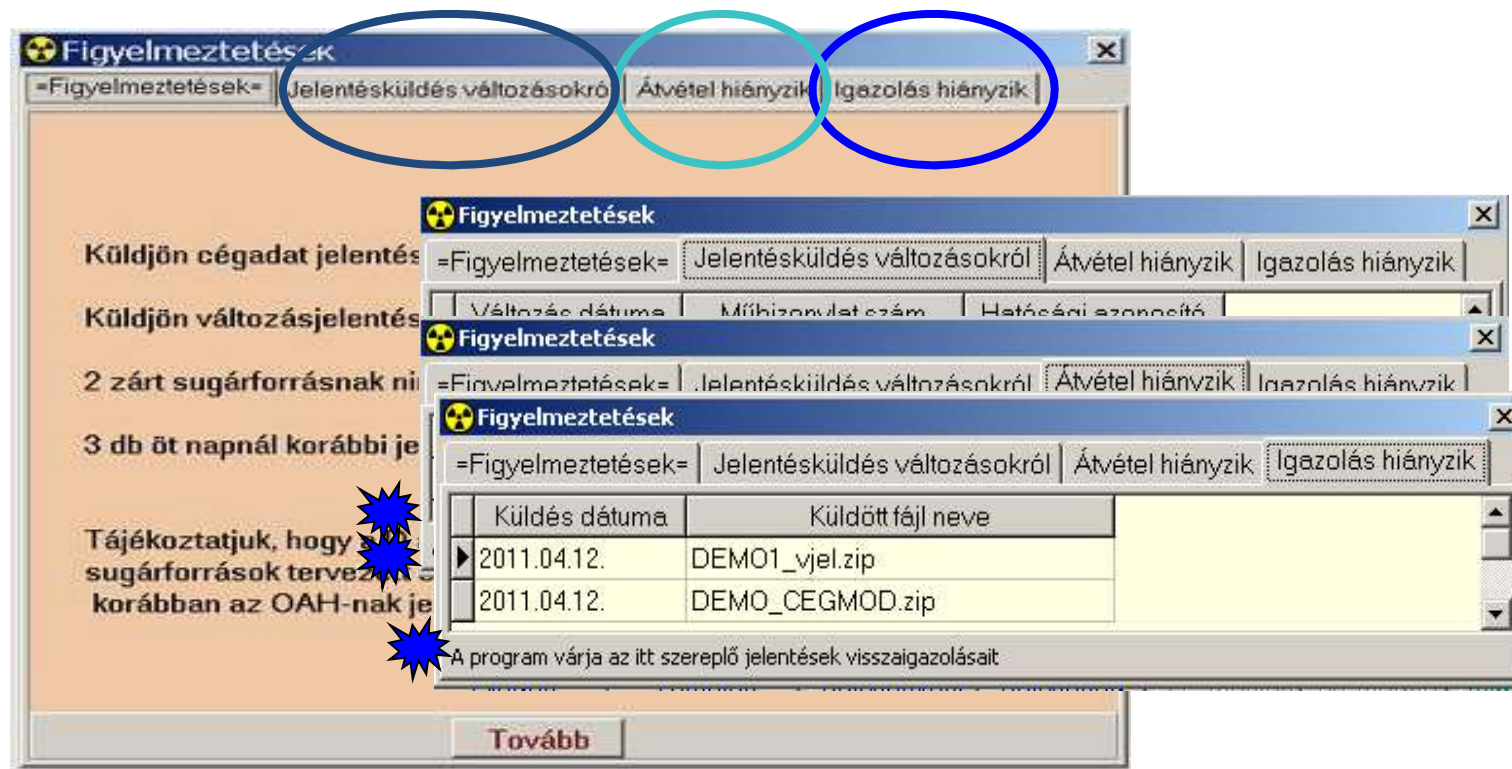 Figyelmeztetések
=Figyelmeztetések= Jelentésküldés változásokról Átvétel hiányzik Igazolás hiányzik
Küldjön cégadat jelentés
Küldjön változásjelentés
2 zárt sugárforrásnak
3 db öt napnál korábbi
Tájékoztatjuk, hogy
sugárforrások
korábban az OAH-nak
Tovább
Figyelmeztetések
=Figyelmeztetések= Jelentésküldés változásokról Átvétel hiányzik Igazolás hiányzik
Változás dátuma Műbizonylat szám Hatósági azonosító
Figyelmeztetések
=Figyelmeztetések= Jelentésküldés változásokról Átvétel hiányzik Igazolás hiányzik
Figyelmeztetések
=Figyelmeztetések= Jelentésküldés változásokról Átvétel hiányzik Igazolás hiányzik
Küldés dátuma Küldött fájl neve
2011.04.12. DEMO1_vjel.zip
2011.04.12. DEMO_CEGMOD.zip
A program várja az itt szereplő jelentések visszaigazolásait